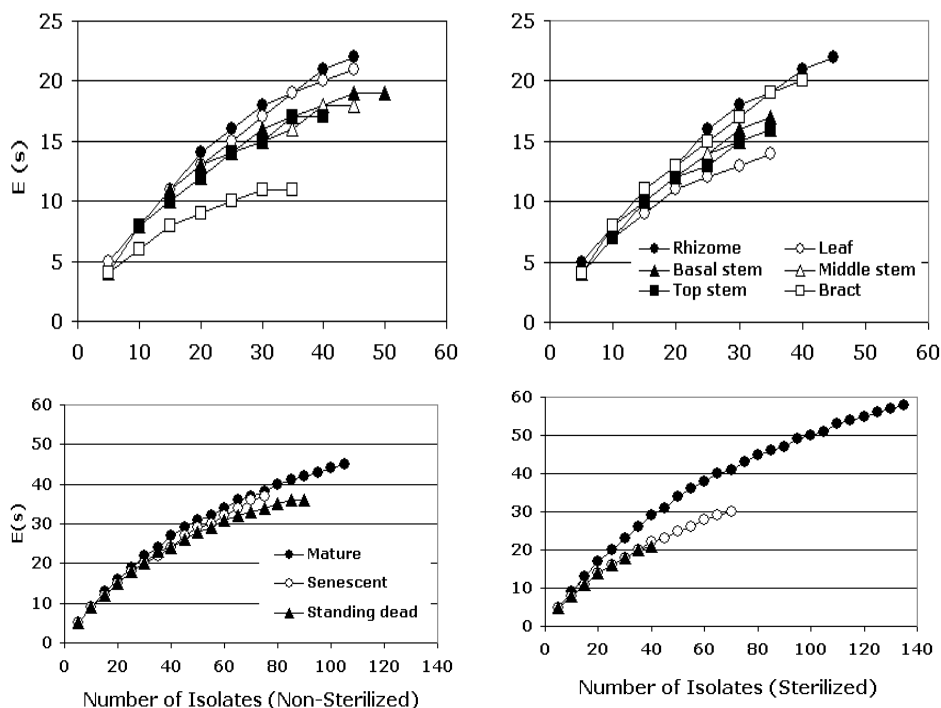 25
20
15
10
5
0
E (s)
0 10 20 30 40 50 60
25
20
15
10
5
0
Rhizome Leaf
Basal stem Middle stem
Top stem Bract
0 10 20 30 40 50 60
60
50
40
30
20
10
0
E(s)
Mature
Senescent
Standing dead
0 20 40 60 80 100 120 140
Number of Isolates (Non-Sterilized)
60
50
40
30
20
10
0
0 20 40 60 80 100 120 140
Number of Isolates (Sterilized)